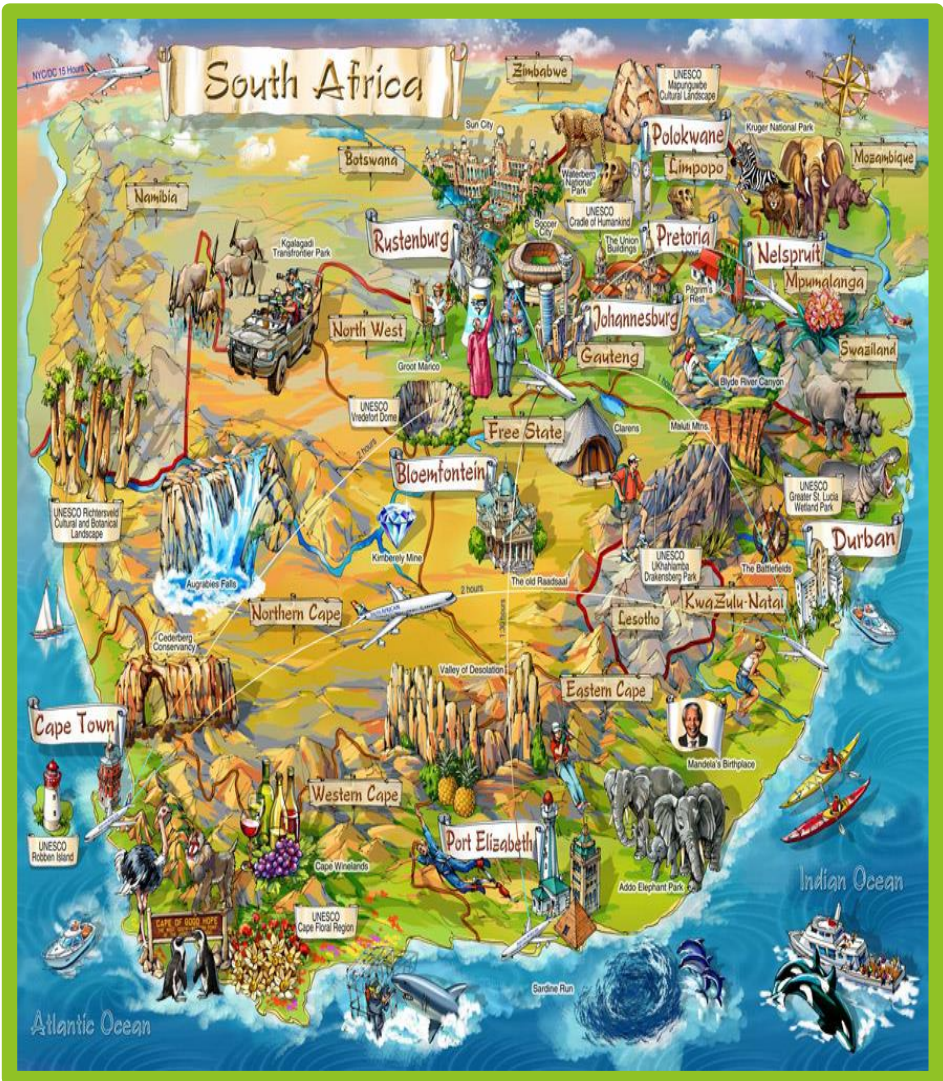 NYC/DC 15 Hours
South Africa
Zimbabwe
UNESCO
Mapungubwe
Cultural Landscape
Sun City
Polokwane
Kruger National Park
Botswana
Limpopo
Mozambique
Waterberg
National
Park
Namibia
UNESCO
Cradle of Humankind
Soccer
City
Rustenburg
The Union
Buildings
Pretoria
1 hour
Nelspruit
Kgalagadi
Transfrontier Park
Pilgrim's
Rest
Mpumalanga
North West
Johannesburg
Swaziland
Gauteng
Groot Marico
Blyde River Canyon
1 hour
UNESCO
Vredefort Dome
Free State
Clarens
Maluti Mtns.
2 hours
Bloemfontein
UNESCO
Greater St. Lucia
Wetland Park
UNESCO Richtersveld
Cultural and Botanical
Landscape
Durban
Kimberely Mine
UNESCO
UKhahlamba
Drakensberg Park
The Battlefields
Augrabies Falls
The old Raadsaal
2 hours
KwaZulu-Natal
Northern Cape
Lesotho
Cederberg
Conservancy
Valley of Desolation
Eastern Cape
Cape Town
Mandela's Birthplace
Western Cape
Port Elizabeth
UNESCO
Robben Island
Cape Winelands
Addo Elephant Park
Indian Ocean
CAPE OF GOOD HOPE
UNESCO
Cape Floral Region
Sardine Run
Atlantic Ocean